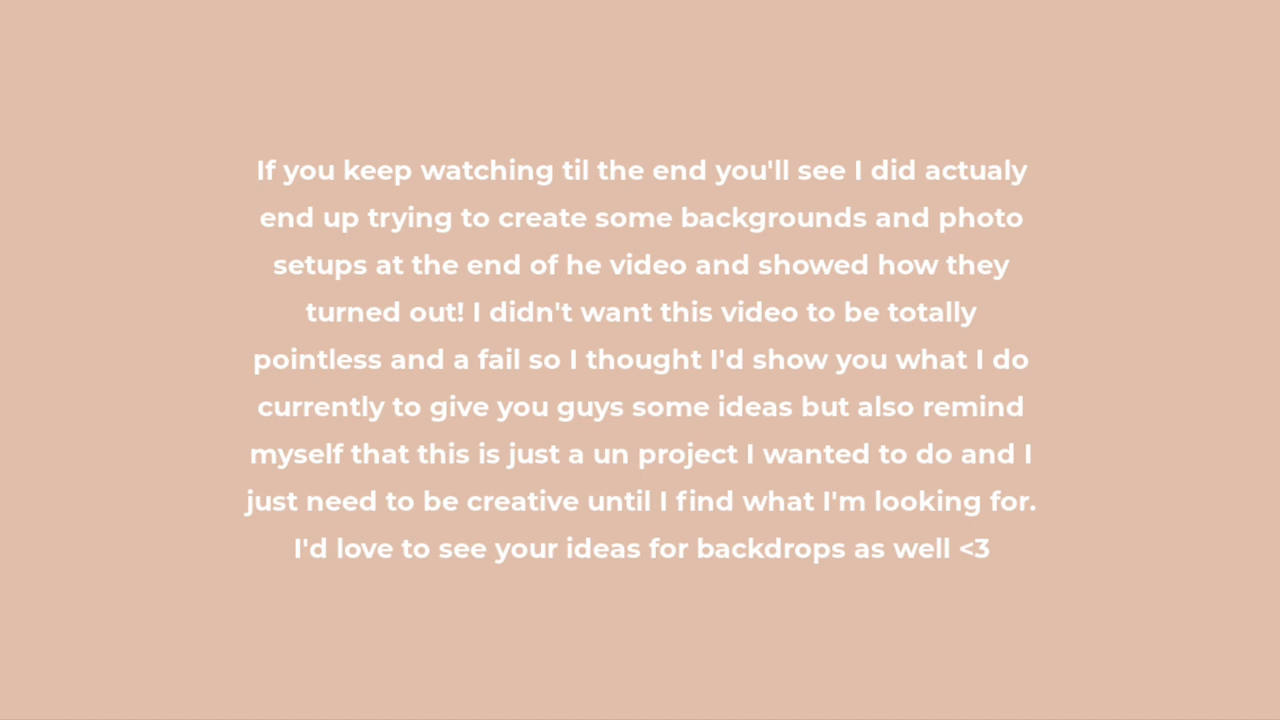 If you keep watching til the end you'll see I did actualy
end up trying to create some backgrounds and photo
setups at the end of he video and showed how they
turned out! I didn't want this video to be totally
pointless and a fail so I thought I'd show you what I do
currently to give you guys some ideas but also remind
myself that this is just a un project I wanted to do and I
just need to be creative until I find what I'm looking for.
I'd love to see your ideas for backdrops as well <3